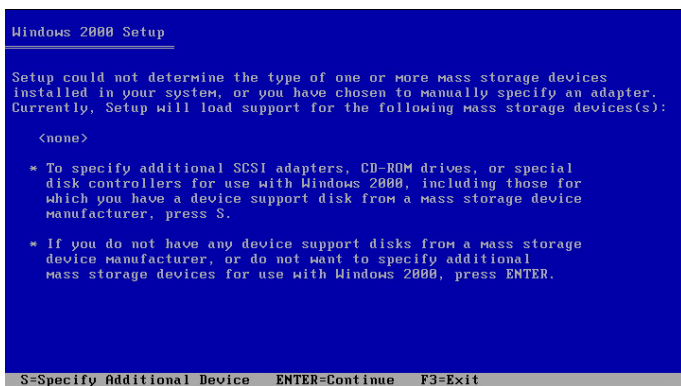 Windows 2000 Setup
Setup could not determine the type of one or more mass storage devices
installed in your system, or you have chosen to manually specify an adapter.
Currently, Setup will load support for the following mass storage devices(s):
<none>
* To specify additional SCSI adapters, CD-ROM drives, or special
disk controllers for use with Windows 2000, including those for
which you have a device support disk from a mass storage device
manufacturer, press S.
* If you do not have any device support disks from a mass storage
device manufacturer, or do not want to specify additional
mass storage devices for use with Windows 2000, press ENTER.
S=Specify Additional Device ENTER=Continue F3=Exit